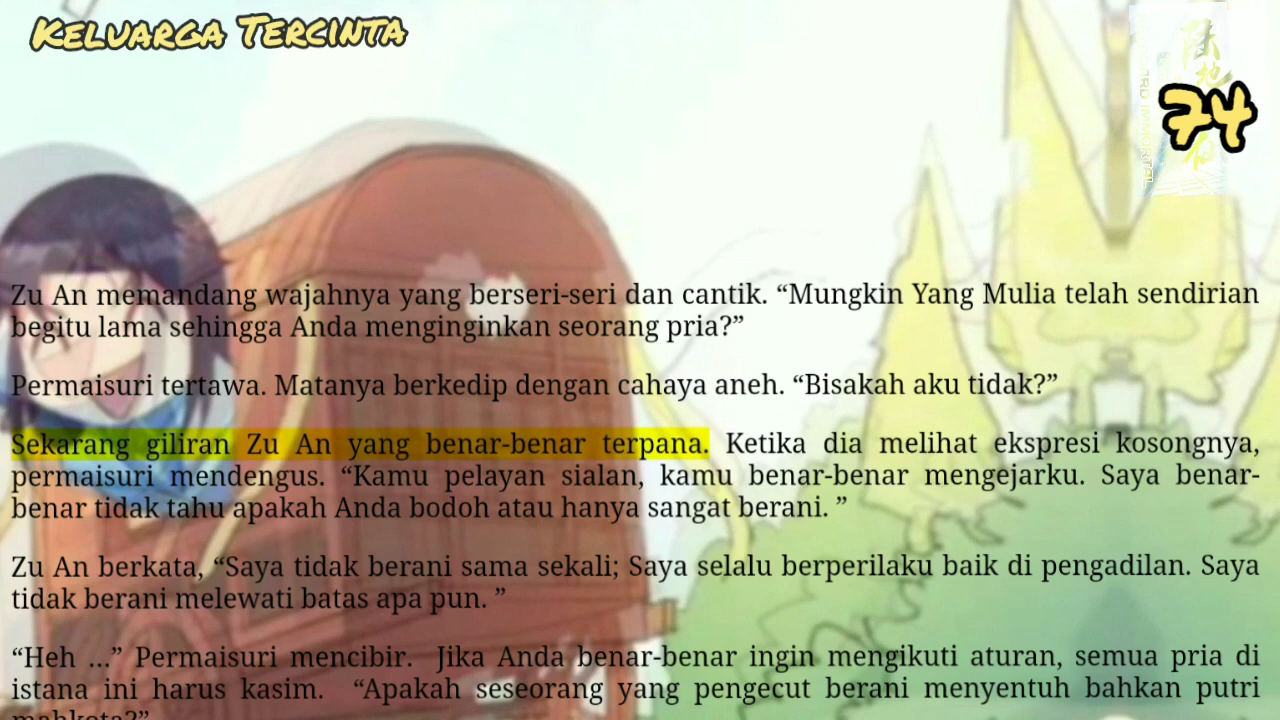 Keluarga Tercinta
74
Zu An memandang wajahnya yang berseri-seri dan cantik. “Mungkin Yang Mulia telah sendirian
begitu lama sehingga Anda menginginkan seorang pria?”
Permaisuri tertawa. Matanya berkedip dengan cahaya aneh. “Bisakah aku tidak?”
Sekarang giliran Zu An yang benar-benar terpana. Ketika dia melihat ekspresi kosongnya,
permaisuri mendengus. “Kamu pelayan sialan, kamu benar-benar mengejarku. Saya benar-
benar tidak tahu apakah Anda bodoh atau hanya sangat berani. ”
Zu An berkata, “Saya tidak berani sama sekali; Saya selalu berperilaku baik di pengadilan. Saya
tidak berani melewati batas apa pun. ”
“Heh ...” Permaisuri mencibir. Jika Anda benar-benar ingin mengikuti aturan, semua pria di
istana ini harus kasim. “Apakah seseorang yang pengecut berani menyentuh bahkan putri
mahkota?”